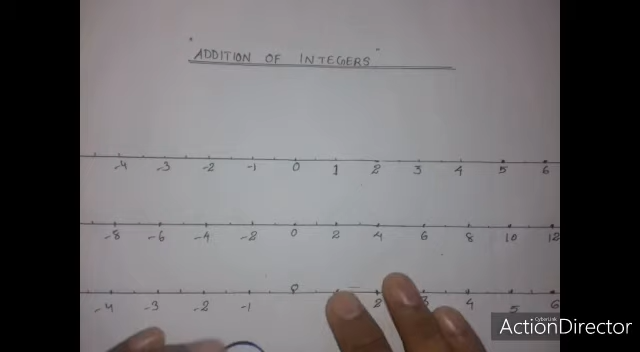 "ADDITION OF INTEGERS"
-4 -3 -2 -1 0 1 2 3 4 5 6
-8 -6 -4 -2 0 2 4 6 8 10 12
-4 -3 -2 -1 0 2 3 4 5 6
CyberLink
ActionDirector